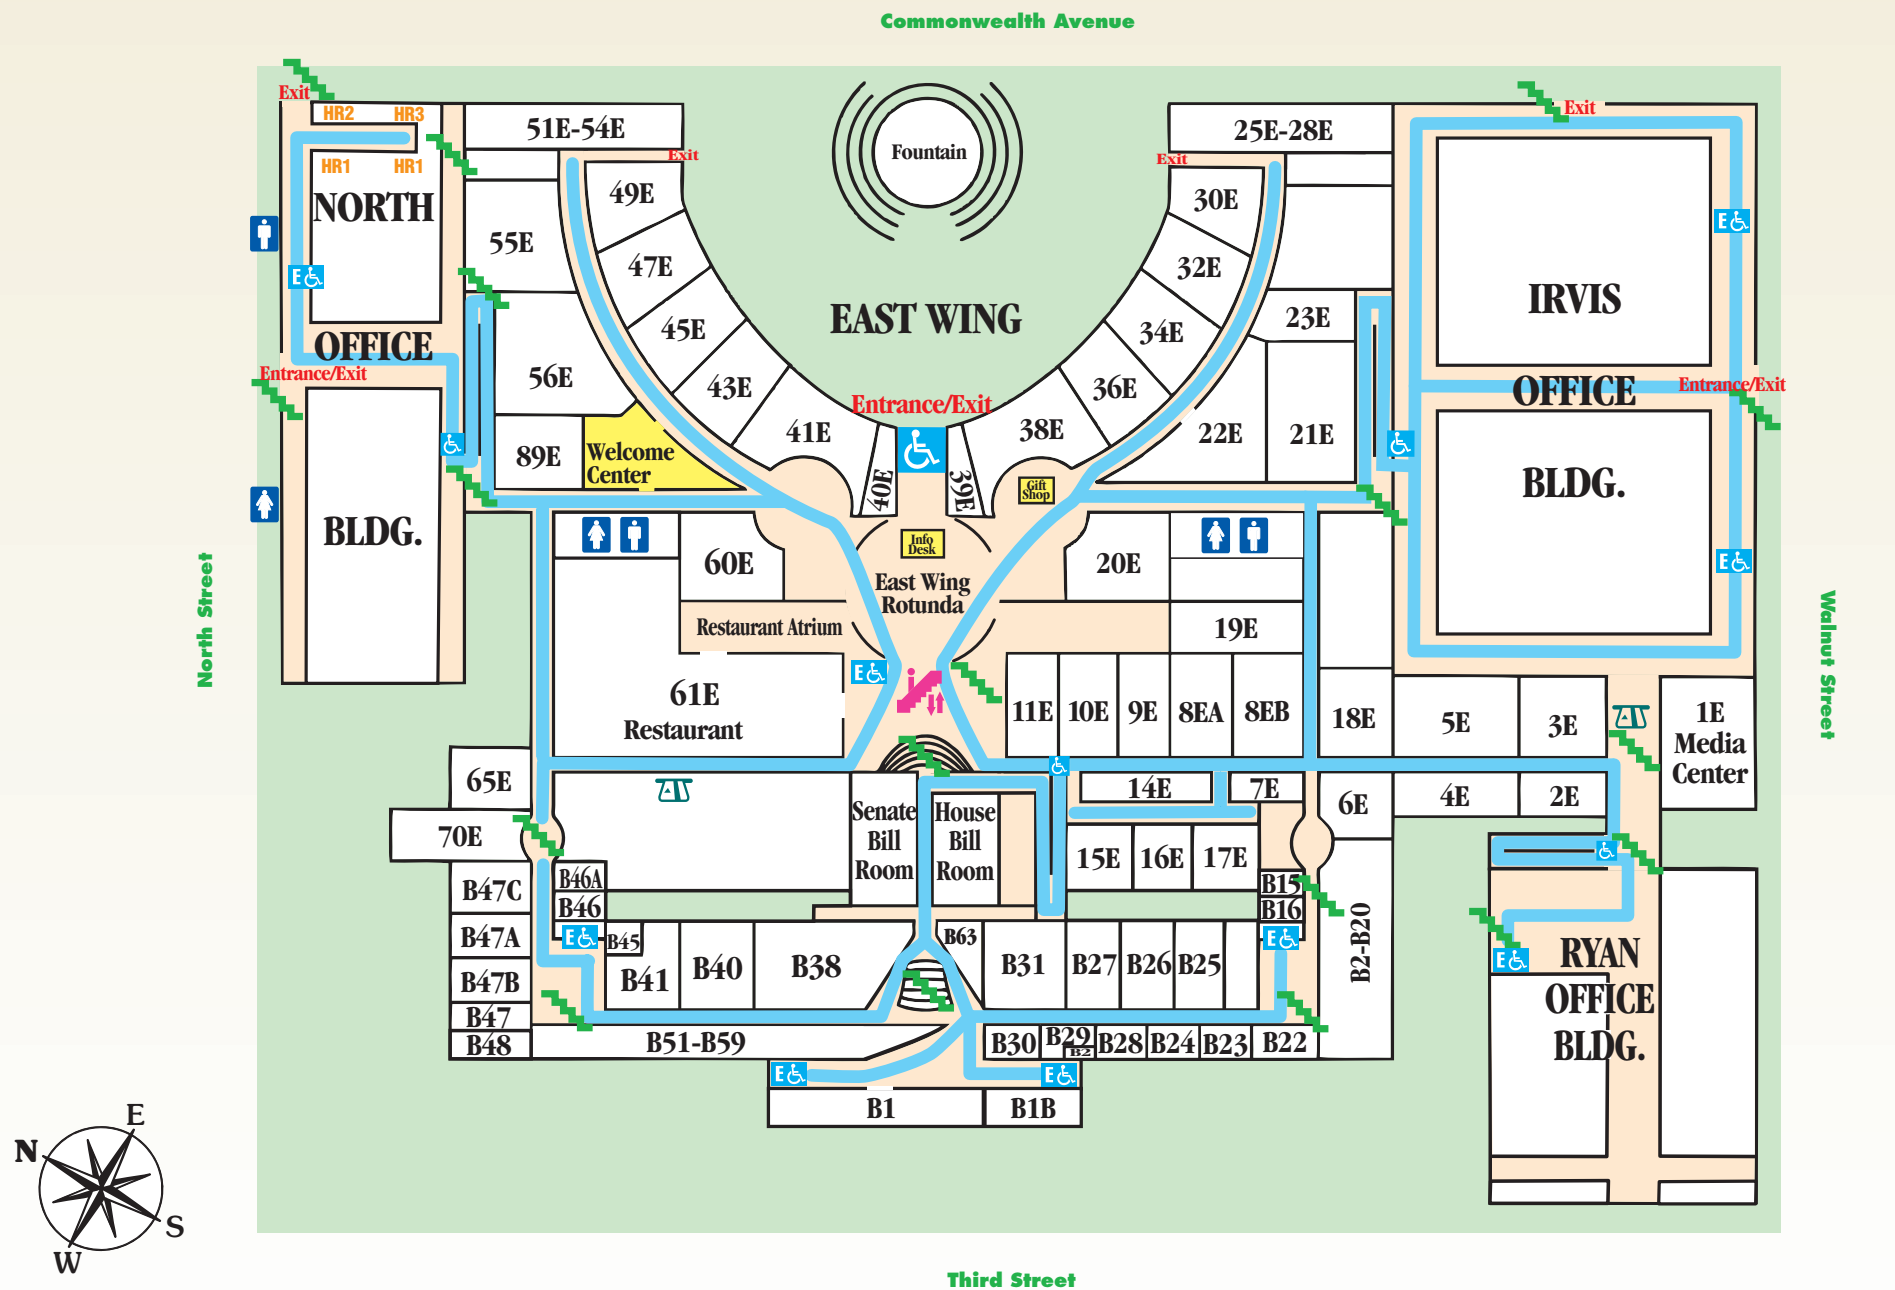 Commonwealth Avenue
Exit
HR2
HR3
HR1
HR1
NORTH
E
OFFICE
Entrance/Exit
BLDG.
51E-54E
Exit
55E
56E
89E
Welcome
Center
49E
47E
45E
43E
41E
40E
Fountain
EAST WING
Entrance/Exit
39E
38E
36E
34E
32E
30E
Exit
25E-28E
23E
22E
21E
Gift
Shop
Info
Desk
East Wing
Rotunda
Exit
IRVIS
E
OFFICE
Entrance/Exit
BLDG.
E
North Street
Walnut Street
60E
Restaurant Atrium
61E
Restaurant
E
20E
19E
11E
10E
9E
8EA
8EB
18E
5E
3E
1E
Media
Center
65E
70E
Senate
Bill
Room
House
Bill
Room
14E
7E
6E
4E
2E
15E
16E
17E
B47C
B47A
B47B
B47
B48
B46A
B46
E
B45
B41
B40
B38
B63
B31
B27
B26
B25
B15
B16
E
B2-B20
B51-B59
B30
B29
B2
B28
B24
B23
B22
E
E
B1
B1B
E
RYAN
OFFICE
BLDG.
E
N
S
W
Third Street